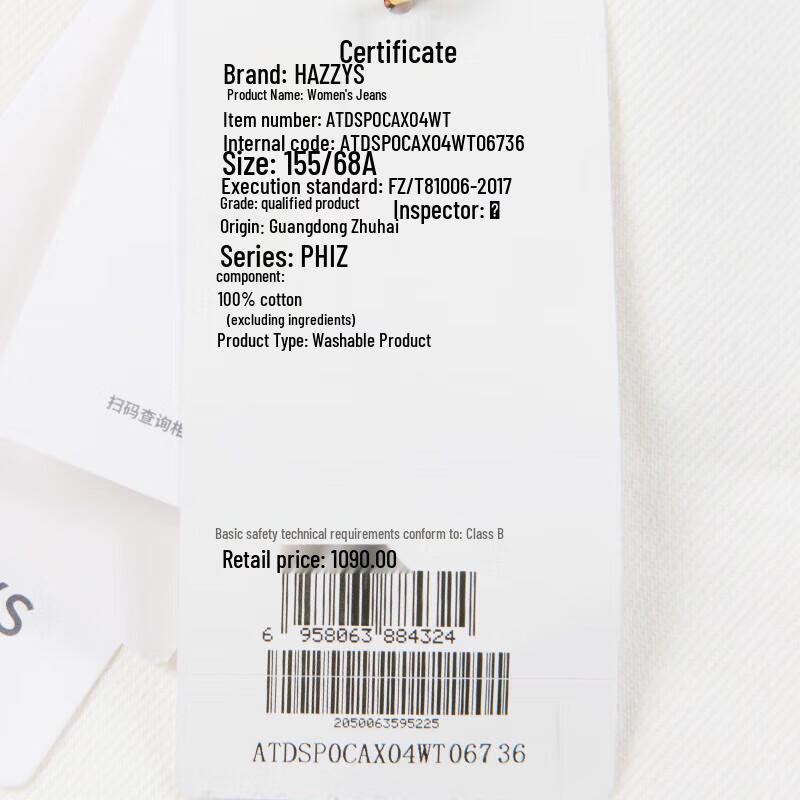 Certificate
Brand: HAZZYS
Product Name: Women's Jeans
Item number: ATDSP0CAX04WT
Internal code: ATDSP0CAX04WT06736
Size: 155/68A
Execution standard: FZ/T81006-2017
Grade: qualified product
Inspector:
Origin: Guangdong Zhuhai
Series: PHIZ
component:
100% cotton
(excluding ingredients)
Product Type: Washable Product
扫码查询
Basic safety technical requirements conform to: Class B
Retail price: 1090.00
6 958063 884324
2050063595225
ATDSP0CAX04WT06736
YS